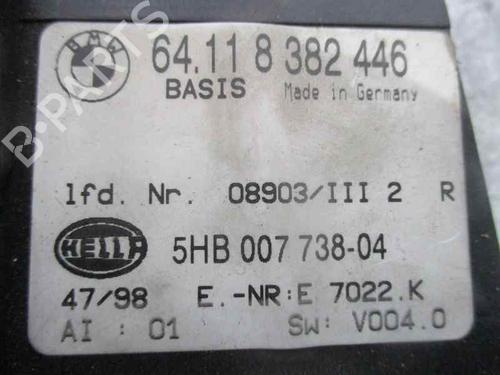 BMW 64.11 8 382 446
BASIS Made in Germany
lfd. Nr. 08903/III 2 R
HELLA 5HB 007 738-04
47/98 E.-NR:E 7022.K
AI : 01 SW: V004.0
B-PARTS